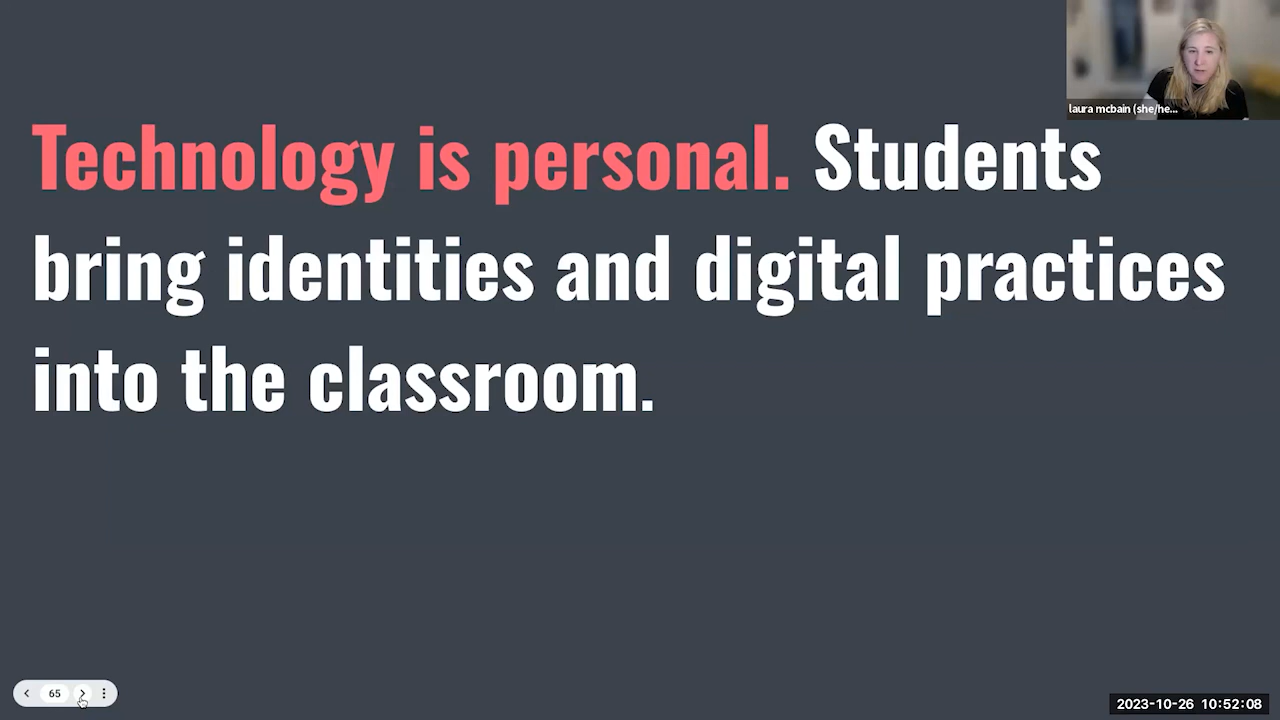 laura mcbain (she/he...
Technology is personal. Students
bring identities and digital practices
into the classroom.
65
2023-10-26 10:52:08